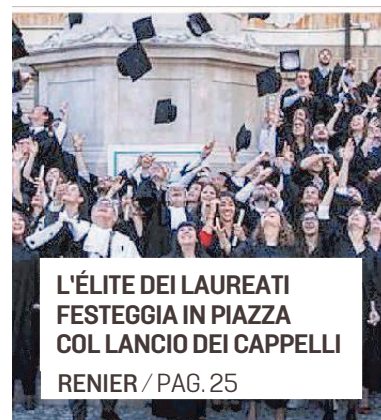 L'ÉLITE DEI LAUREATI
FESTEGGIA IN PIAZZA
COL LANCIO DEI CAPPELLI
RENIER / PAG. 25